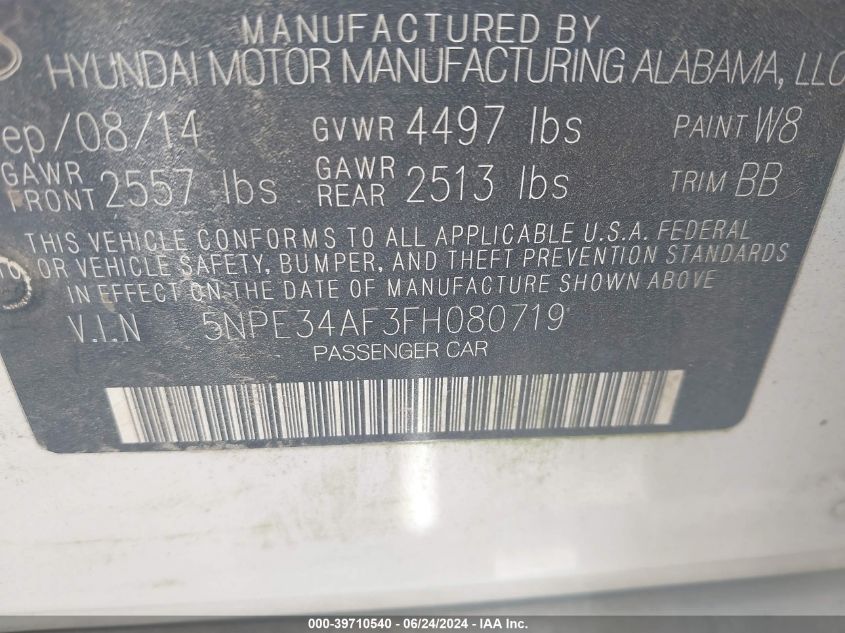 MANUFACTURED BY
HYUNDAI MOTOR MANUFACTURING ALABAMA, LLC
ep/08/14 GVWR 4497 lbs PAINT W8
GAWR FRONT 2557 lbs GAWR REAR 2513 lbs TRIM BB
THIS VEHICLE CONFORMS TO ALL APPLICABLE U.S.A. FEDERAL
OR VEHICLE SAFETY, BUMPER, AND THEFT PREVENTION STANDARDS
IN EFFECT ON THE DATE OF MANUFACTURE SHOWN ABOVE
V.I.N 5NPE34AF3FH080719
PASSENGER CAR
000-39710540 - 06/24/2024 - IAA Inc.